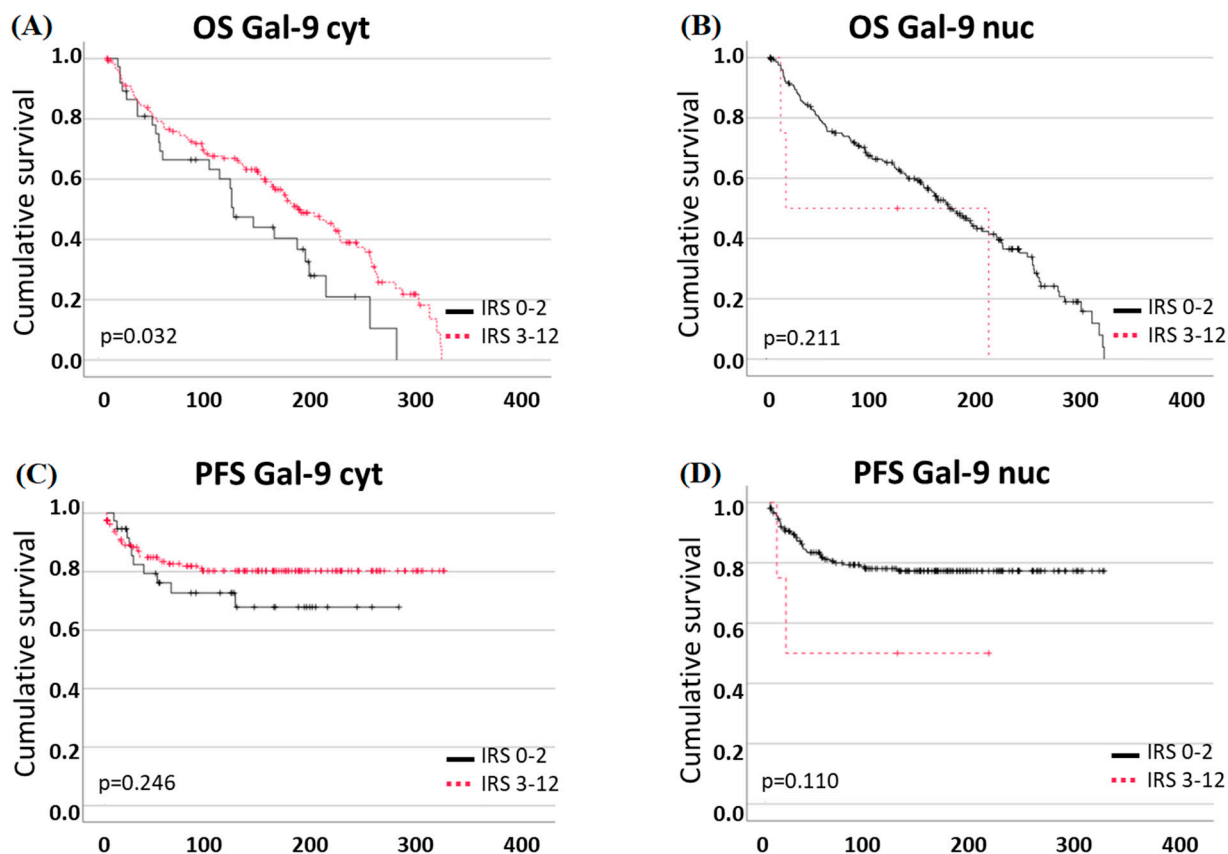 (A) OS Gal-9 cyt
Cumulative survival
1.0
0.8
0.6
0.4
0.2
0.0
IRS 0-2
IRS 3-12
p=0.032
0 100 200 300 400
(B) OS Gal-9 nuc
Cumulative survival
1.0
0.8
0.6
0.4
0.2
0.0
IRS 0-2
IRS 3-12
p=0.211
0 100 200 300 400
(C) PFS Gal-9 cyt
Cumulative survival
1.0
0.8
0.6
0.4
0.2
0.0
IRS 0-2
IRS 3-12
p=0.246
0 100 200 300 400
(D) PFS Gal-9 nuc
Cumulative survival
1.0
0.8
0.6
0.4
0.2
0.0
IRS 0-2
IRS 3-12
p=0.110
0 100 200 300 400